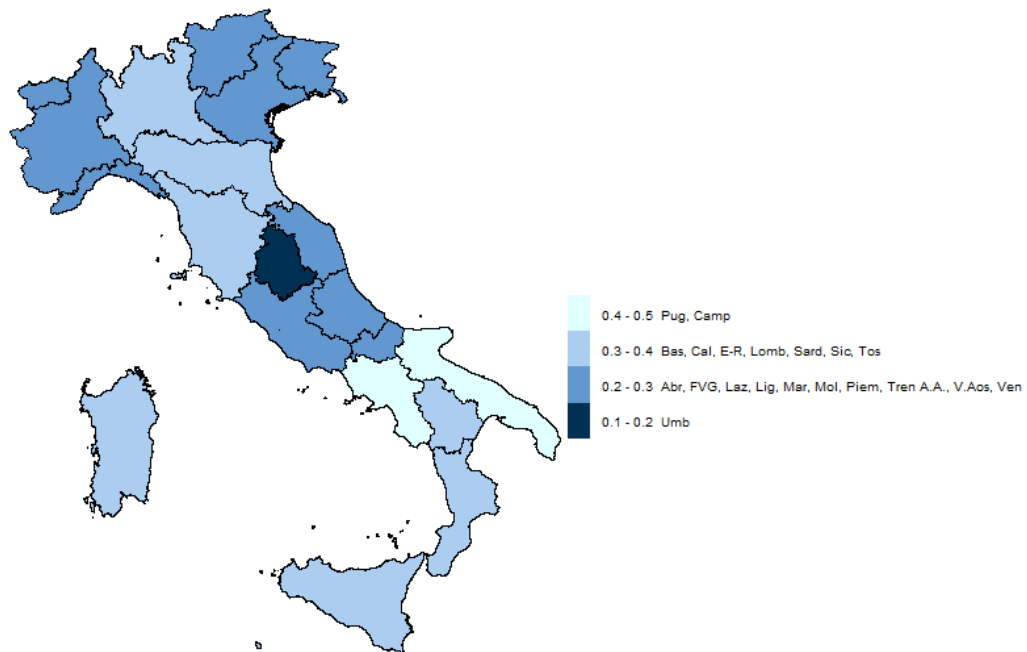 0.4 - 0.5 Pug, Camp
0.3 - 0.4 Bas, Cal, E-R, Lomb, Sard, Sic, Tos
0.2 - 0.3 Abr, FVG, Laz, Lig, Mar, Mol, Piem, Tren A.A., V.Aos, Ven
0.1 - 0.2 Umb